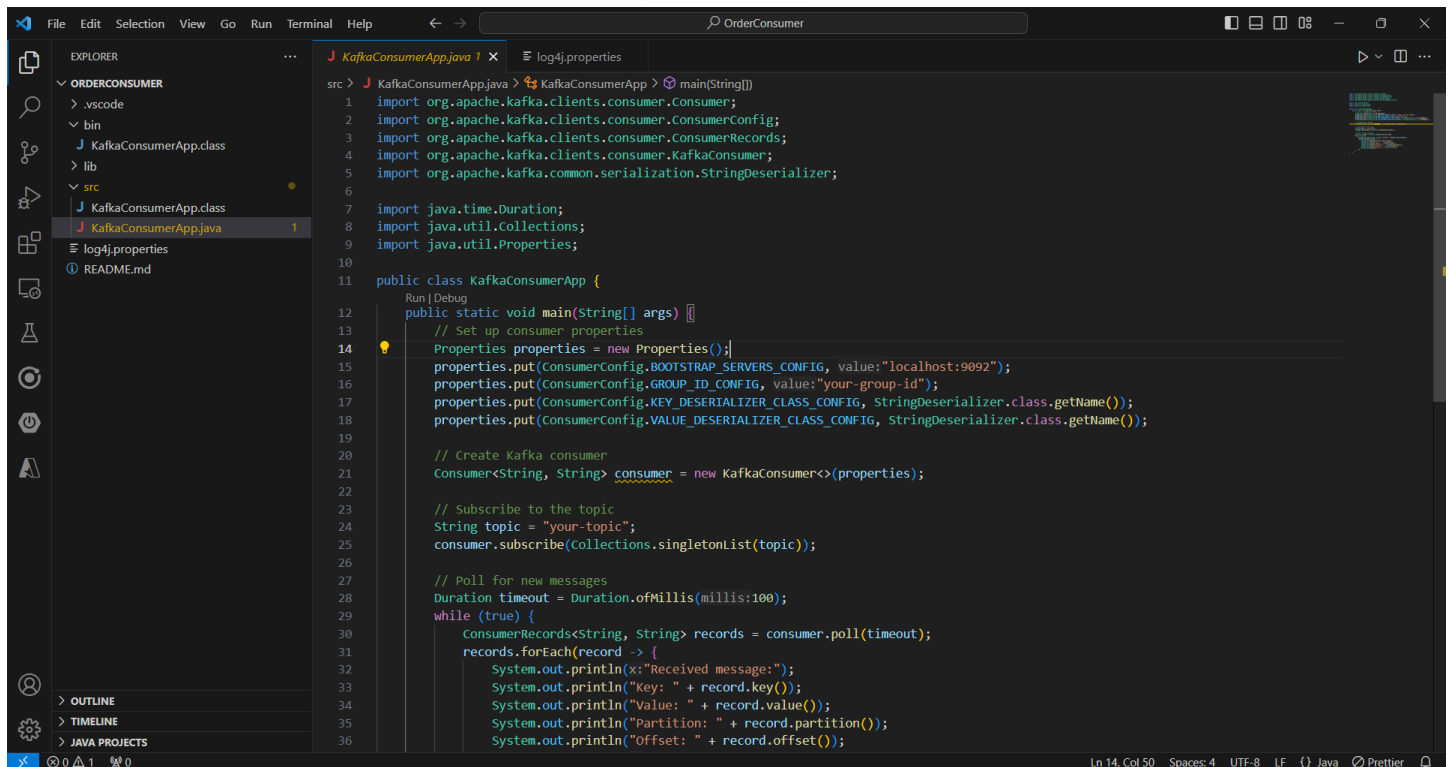 File Edit Selection View Go Run Terminal Help
OrderConsumer
EXPLORER
ORDERCONSUMER
.vscode
bin
J KafkaConsumerApp.class
lib
src
J KafkaConsumerApp.class
J KafkaConsumerApp.java 1
log4j.properties
README.md
OUTLINE
TIMELINE
JAVA PROJECTS
J KafkaConsumerApp.java 1
log4j.properties
src > J KafkaConsumerApp.java > KafkaConsumerApp > main(String[])
1 import org.apache.kafka.clients.consumer.Consumer;
2 import org.apache.kafka.clients.consumer.ConsumerConfig;
3 import org.apache.kafka.clients.consumer.ConsumerRecords;
4 import org.apache.kafka.clients.consumer.KafkaConsumer;
5 import org.apache.kafka.common.serialization.StringDeserializer;
6
7 import java.time.Duration;
8 import java.util.Collections;
9 import java.util.Properties;
10
11 public class KafkaConsumerApp {
Run | Debug
12 public static void main(String[] args) {
13 // Set up consumer properties
14 Properties properties = new Properties();
15 properties.put(ConsumerConfig.BOOTSTRAP_SERVERS_CONFIG, value:"localhost:9092");
16 properties.put(ConsumerConfig.GROUP_ID_CONFIG, value:"your-group-id");
17 properties.put(ConsumerConfig.KEY_DESERIALIZER_CLASS_CONFIG, StringDeserializer.class.getName());
18 properties.put(ConsumerConfig.VALUE_DESERIALIZER_CLASS_CONFIG, StringDeserializer.class.getName());
19
20 // Create Kafka consumer
21 Consumer<String, String> consumer = new KafkaConsumer<>(properties);
22
23 // Subscribe to the topic
24 String topic = "your-topic";
25 consumer.subscribe(Collections.singletonList(topic));
26
27 // Poll for new messages
28 Duration timeout = Duration.ofMillis(millis:100);
29 while (true) {
30 ConsumerRecords<String, String> records = consumer.poll(timeout);
31 records.forEach(record -> {
32 System.out.println(x:"Received message:");
33 System.out.println("Key: " + record.key());
34 System.out.println("Value: " + record.value());
35 System.out.println("Partition: " + record.partition());
36 System.out.println("Offset: " + record.offset());
0 1 0
Ln 14, Col 50 Spaces: 4 UTF-8 LF {} Java Prettier